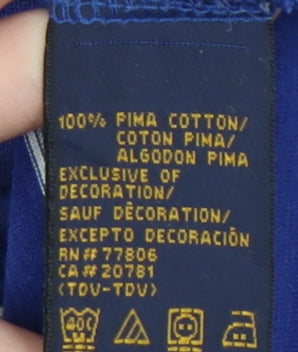 100% PIMA COTTON/
COTON PIMA/
ALGODON PIMA
EXCLUSIVE OF
DECORATION/
SAUF DÉCORATION/
EXCEPTO DECORACIÓN
RN#77806
CA#20781
(TDV-TDV)
40C